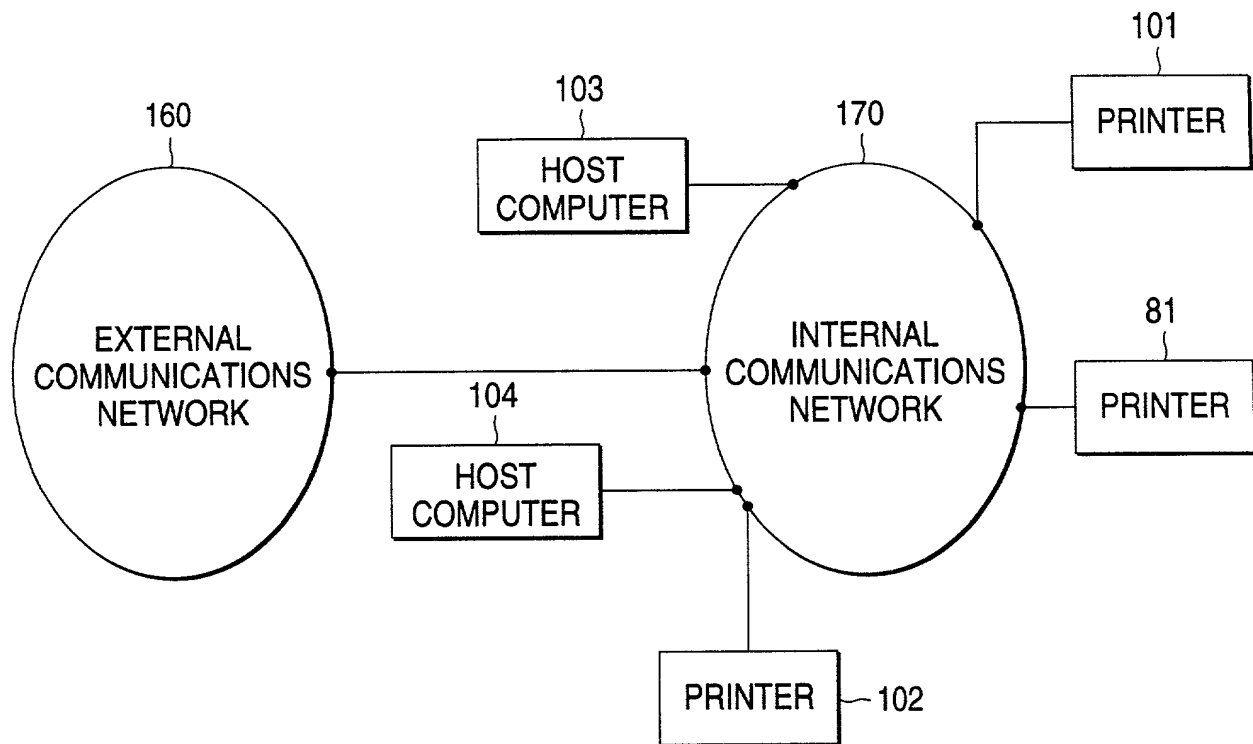 101
PRINTER
103
HOST
COMPUTER
160
170
EXTERNAL
COMMUNICATIONS
NETWORK
INTERNAL
COMMUNICATIONS
NETWORK
81
PRINTER
104
HOST
COMPUTER
PRINTER
102